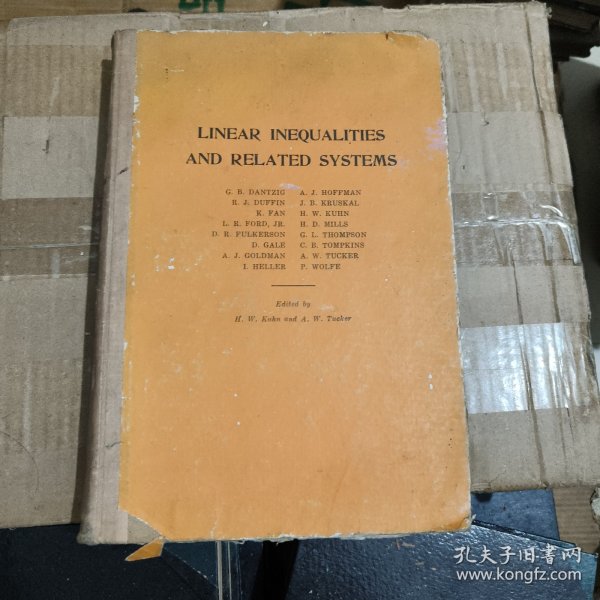 LINEAR INEQUALITIES
AND RELATED SYSTEMS
G. B. DANTZIG A. J. HOFFMAN
R. J. DUFFIN J. B. KRUSKAL
K. FAN H. W. KUHN
L. R. FORD, JR. H. D. MILLS
D. R. FULKERSON G. L. THOMPSON
D. GALE C. B. TOMPKINS
A. J. GOLDMAN A. W. TUCKER
I. HELLER P. WOLFE
Edited by
H. W. Kuhn and A. W. Tucker
孔夫子旧书网
www.kongfz.com